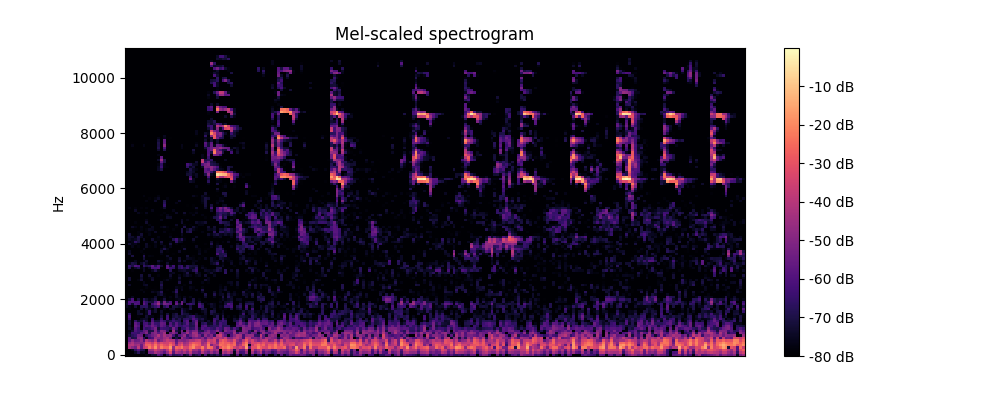 Mel-scaled spectrogram
Hz
10000
8000
6000
4000
2000
0
-10 dB
-20 dB
-30 dB
-40 dB
-50 dB
-60 dB
-70 dB
-80 dB